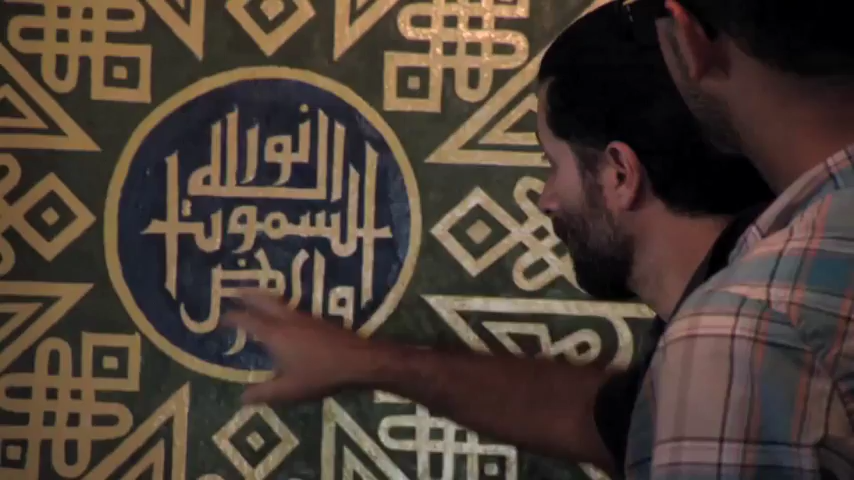 الله نور
السموت
والارض